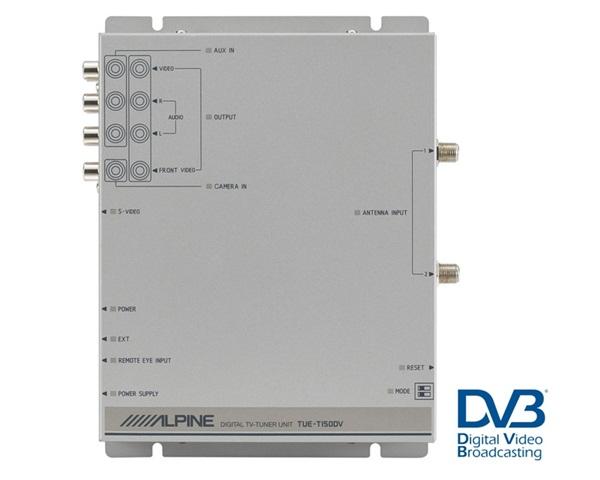 AUX IN
VIDEO
R
AUDIO
L
OUTPUT
FRONT VIDEO
CAMERA IN
S-VIDEO
1
ANTENNA INPUT
2
POWER
EXT
REMOTE EYE INPUT
POWER SUPPLY
RESET
MODE
ALPINE DIGITAL TV-TUNER UNIT TUE-T150DV
DVB®
Digital Video
Broadcasting